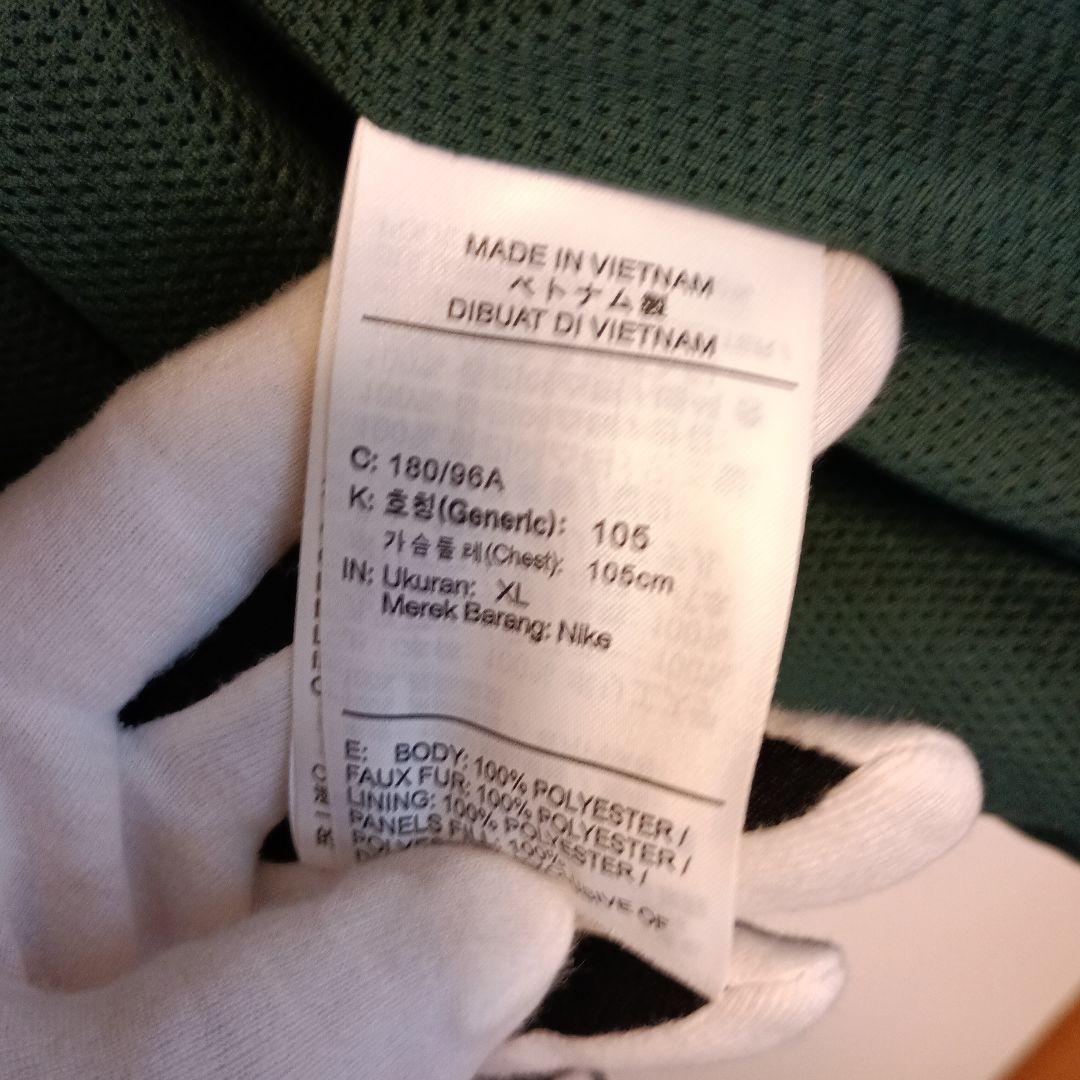 MADE IN VIETNAM
ベトナム製
DIBUAT DI VIETNAM
C: 180/96A
K: 호칭(Generic): 105
가슴둘레(Chest): 105cm
IN: Ukuran: XL
Merek Barang: Nike
E: BODY: 100% POLYESTER /
FAUX FUR: 100% POLYESTER /
LINING: 100% POLYESTER /
PANELS FILL: 100%
OF